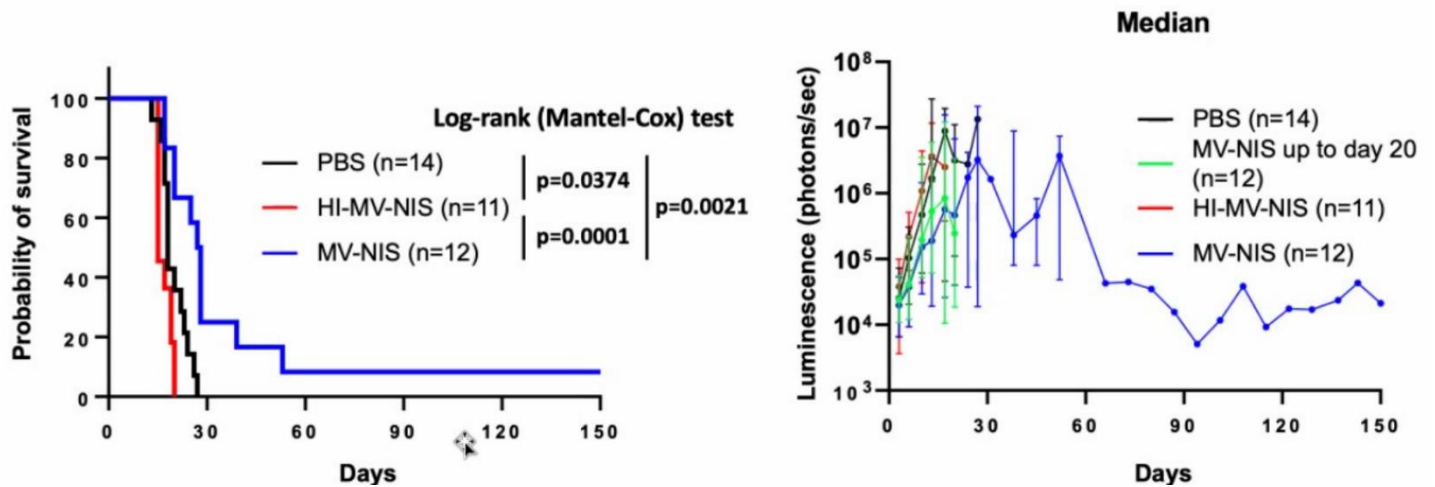 Probability of survival
100
80
60
40
20
0
0 30 60 90 120 150
Days
Log-rank (Mantel-Cox) test
PBS (n=14)
HI-MV-NIS (n=11)
MV-NIS (n=12)
p=0.0374
p=0.0001
p=0.0021
Median
Luminescence (photons/sec)
10⁸
10⁷
10⁶
10⁵
10⁴
10³
0 30 60 90 120 150
Days
PBS (n=14)
MV-NIS up to day 20
(n=12)
HI-MV-NIS (n=11)
MV-NIS (n=12)